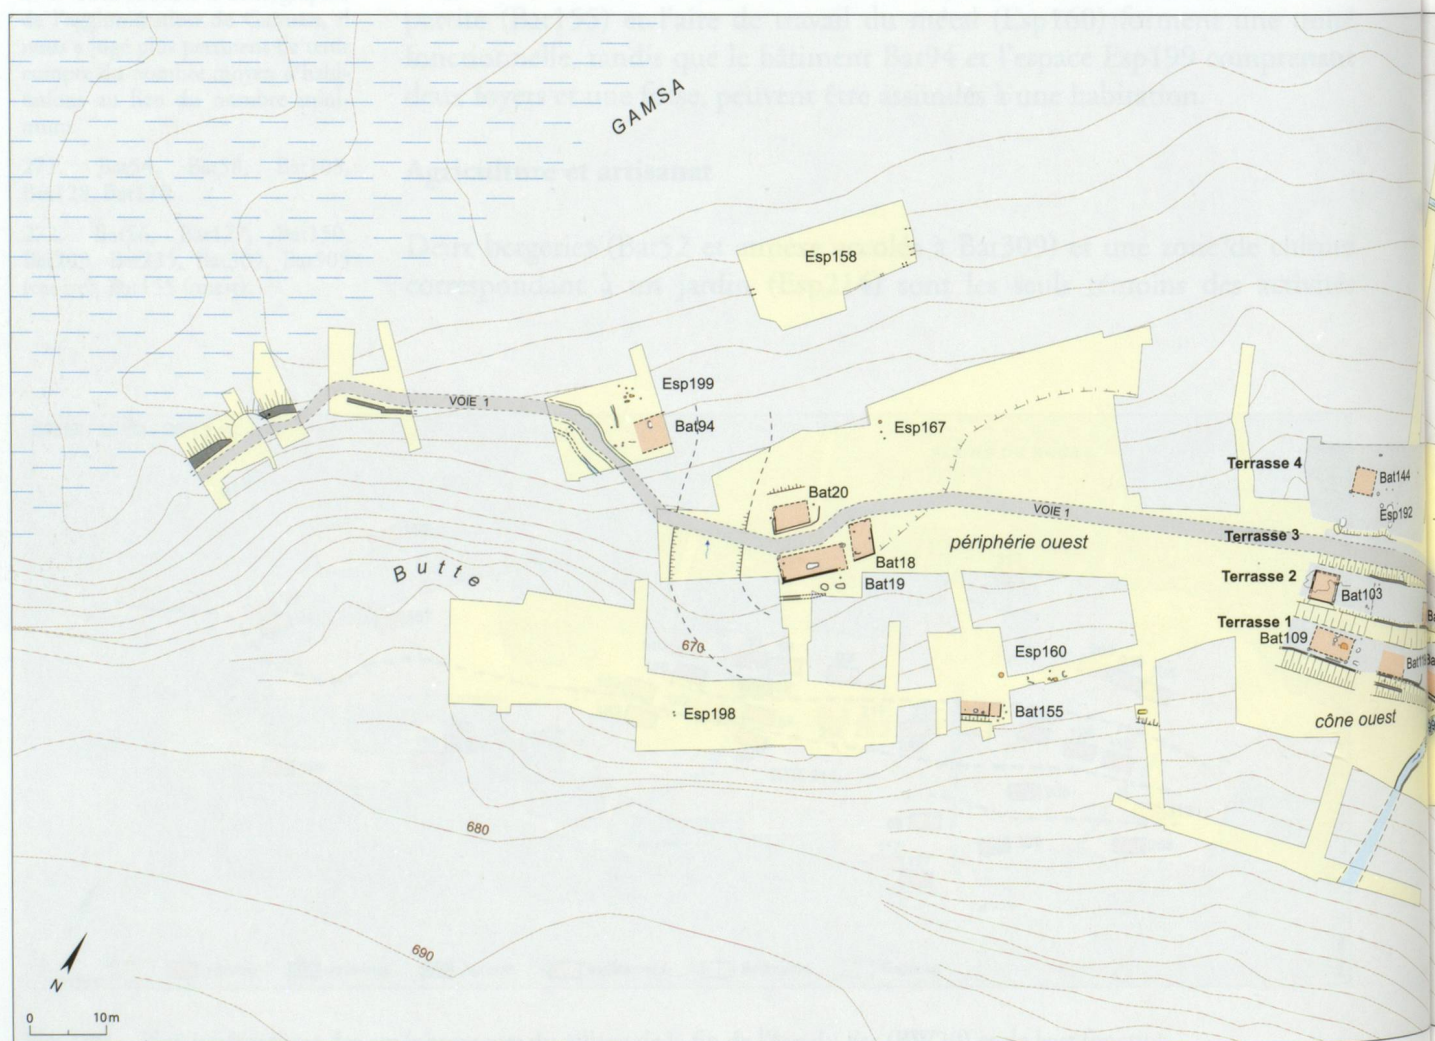 GAMSA
Esp158
Esp199
VOIE 1
Bat94
Esp167
Terrasse 4
Bat144
Bat20
Esp192
VOIE 1
Terrasse 3
périphérie ouest
Bat18
Butte
Bat19
Terrasse 2
Bat103
Terrasse 1
Bat109
670
Esp160
Esp198
Bat155
cône ouest
680
690
N
0 10m